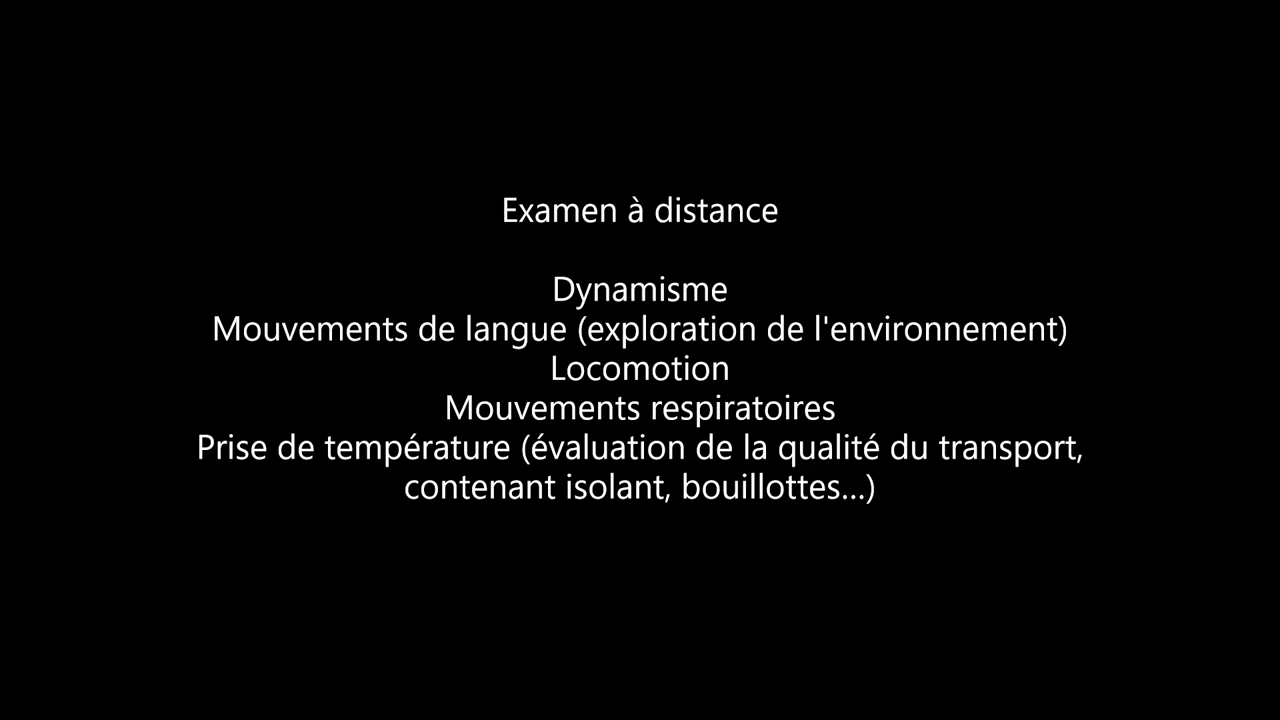 Examen à distance
Dynamisme
Mouvements de langue (exploration de l'environnement)
Locomotion
Mouvements respiratoires
Prise de température (évaluation de la qualité du transport,
contenant isolant, bouillottes...)